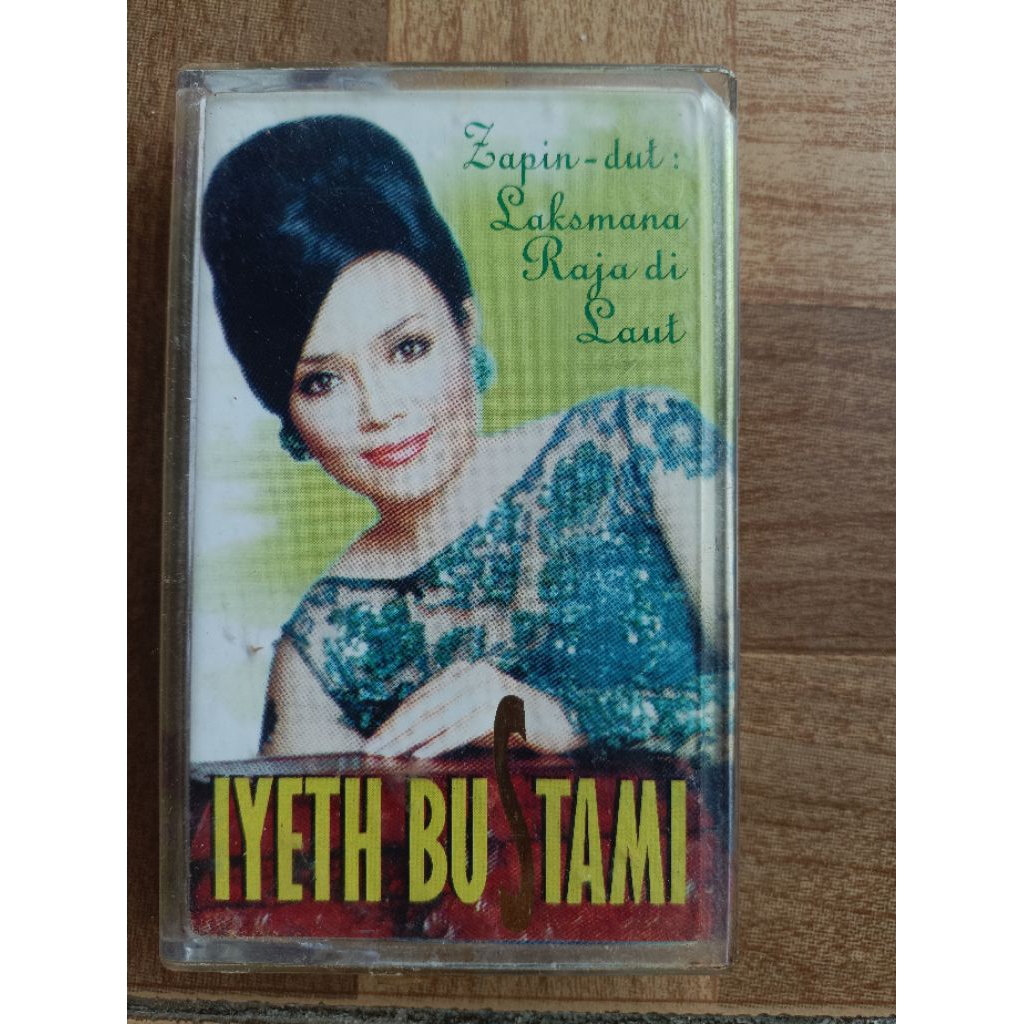 Zapin-dut:
Laksmana
Raja di
Laut
IYETH BUSTAMI